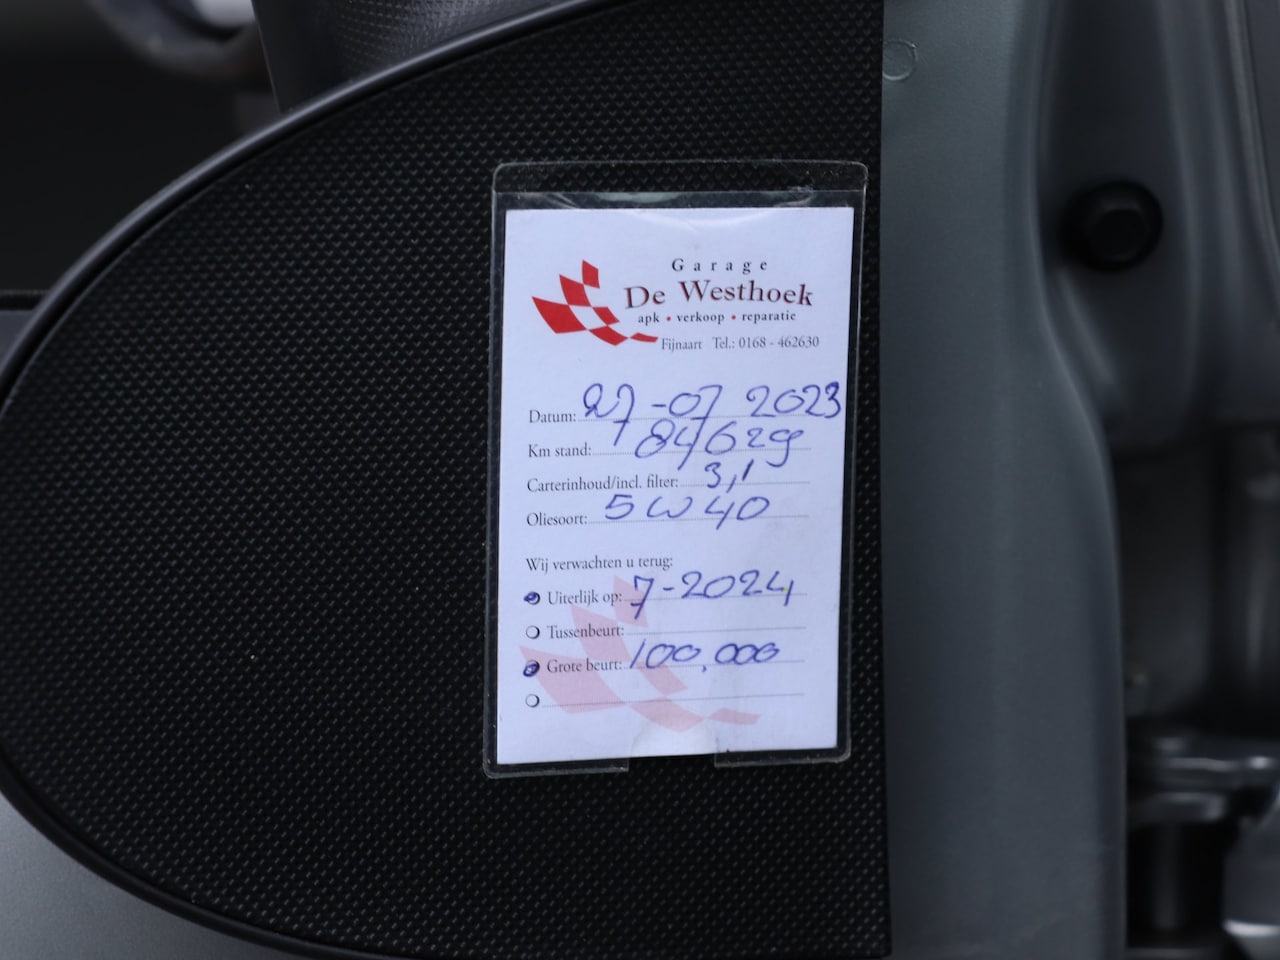 Garage
De Westhoek
apk • verkoop • reparatie
Fijnaart Tel.: 0168 - 462630
Datum: 27-07 2023
Km stand: 84629
Carterinhoud/incl. filter: 3,1
Oliesoort: 5W40
Wij verwachten u terug:
Uiterlijk op: 7-2024
Tussenbeurt:
Grote beurt: 100,000